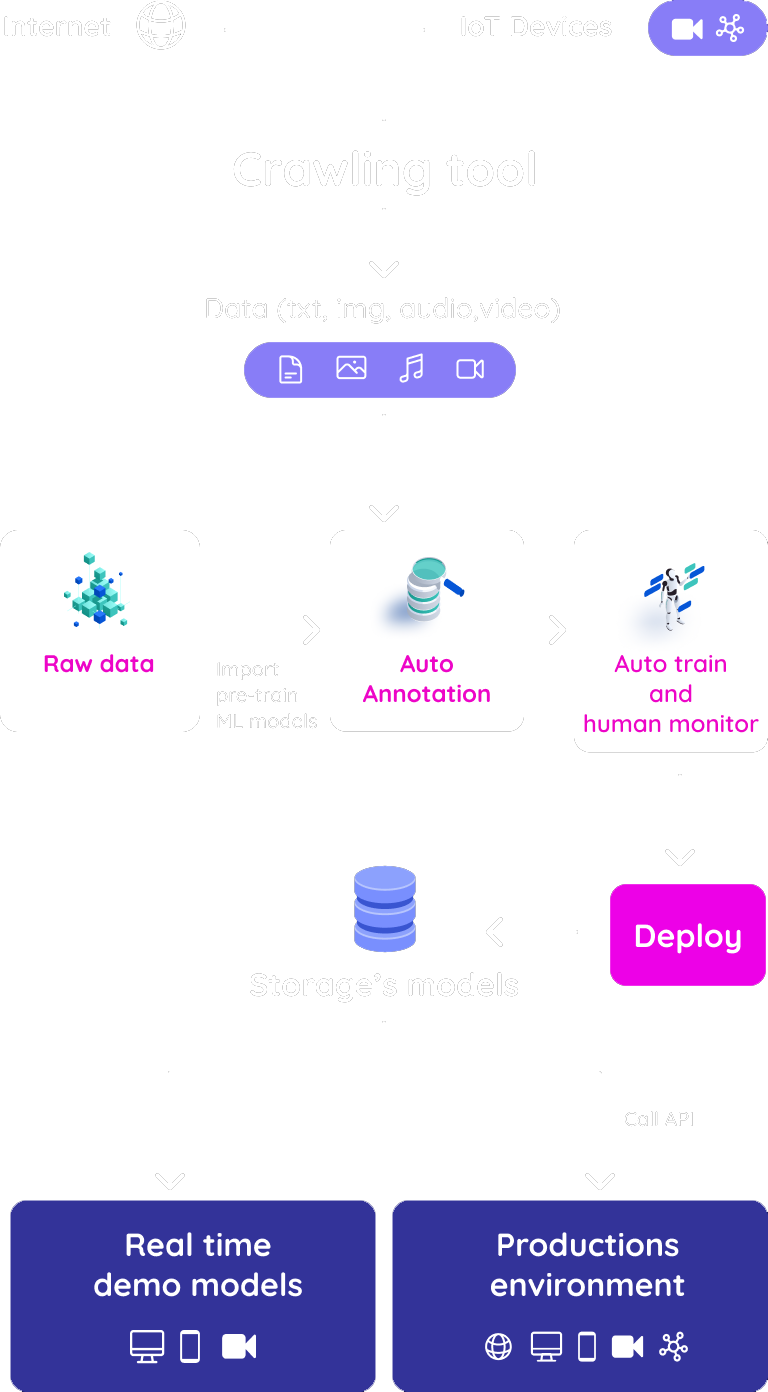 Internet
IoT Devices
Crawling tool
Data (txt, img, audio,video)
Raw data
Import
pre-train
ML models
Auto
Annotation
Auto train
and
human monitor
Deploy
Storage's models
Call API
Real time
demo models
Productions
environment